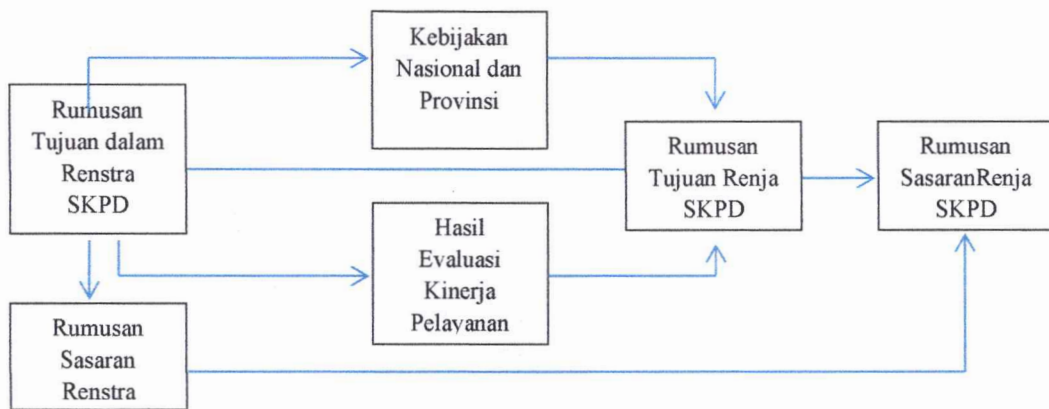 Kebijakan
Nasional dan
Provinsi
Rumusan
Tujuan dalam
Renstra
SKPD
Rumusan
Tujuan Renja
SKPD
Rumusan
SasaranRenja
SKPD
Hasil
Evaluasi
Kinerja
Pelayanan
Rumusan
Sasaran
Renstra